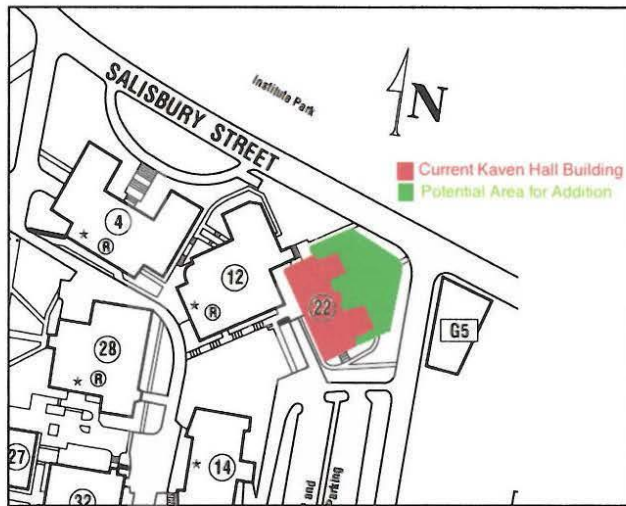 Institute Park
SALISBURY STREET
N
Current Kaven Hall Building
Potential Area for Addition
4
* R
12
* R
22
G5
28
* R
27
32
* 14
and
Parking